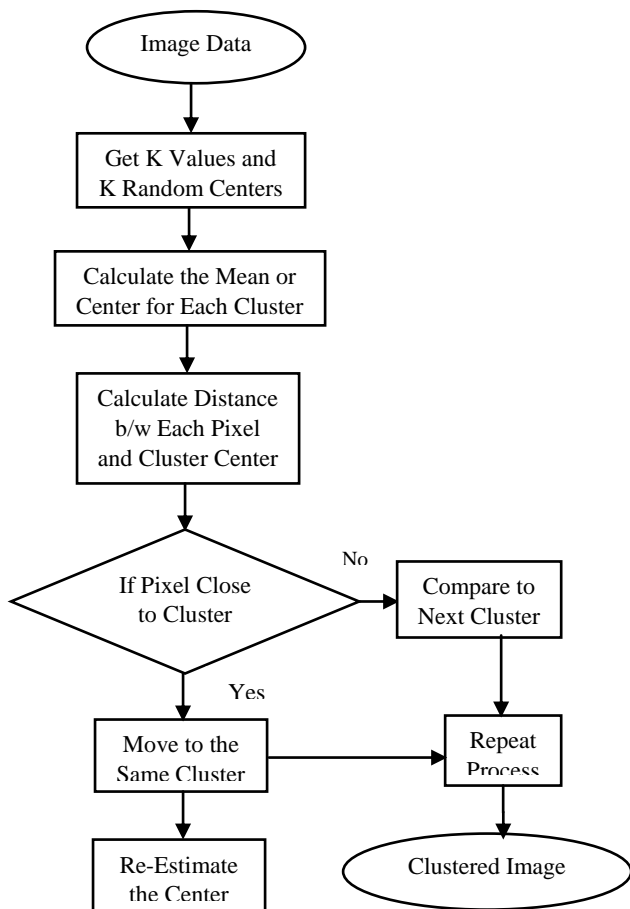 Image Data
Get K Values and
K Random Centers
Calculate the Mean or
Center for Each Cluster
Calculate Distance
b/w Each Pixel
and Cluster Center
If Pixel Close
to Cluster
No
Compare to
Next Cluster
Yes
Move to the
Same Cluster
Repeat
Process
Re-Estimate
the Center
Clustered Image